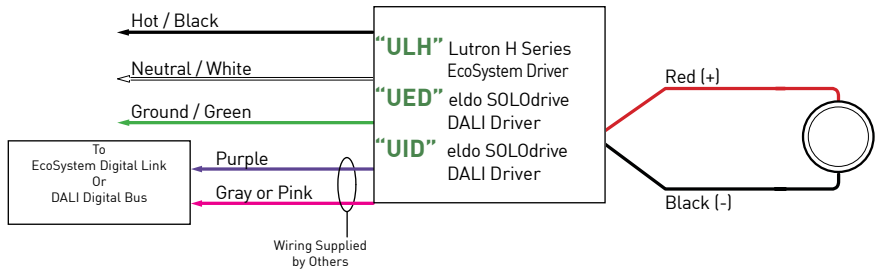 Hot / Black
Neutral / White
Ground / Green
To
EcoSystem Digital Link
Or
DALI Digital Bus
Purple
Gray or Pink
Wiring Supplied
by Others
“ULH” Lutron H Series
EcoSystem Driver
“UED” eldo SOLOdrive
DALI Driver
“UID” eldo SOLOdrive
DALI Driver
Red (+)
Black (-)